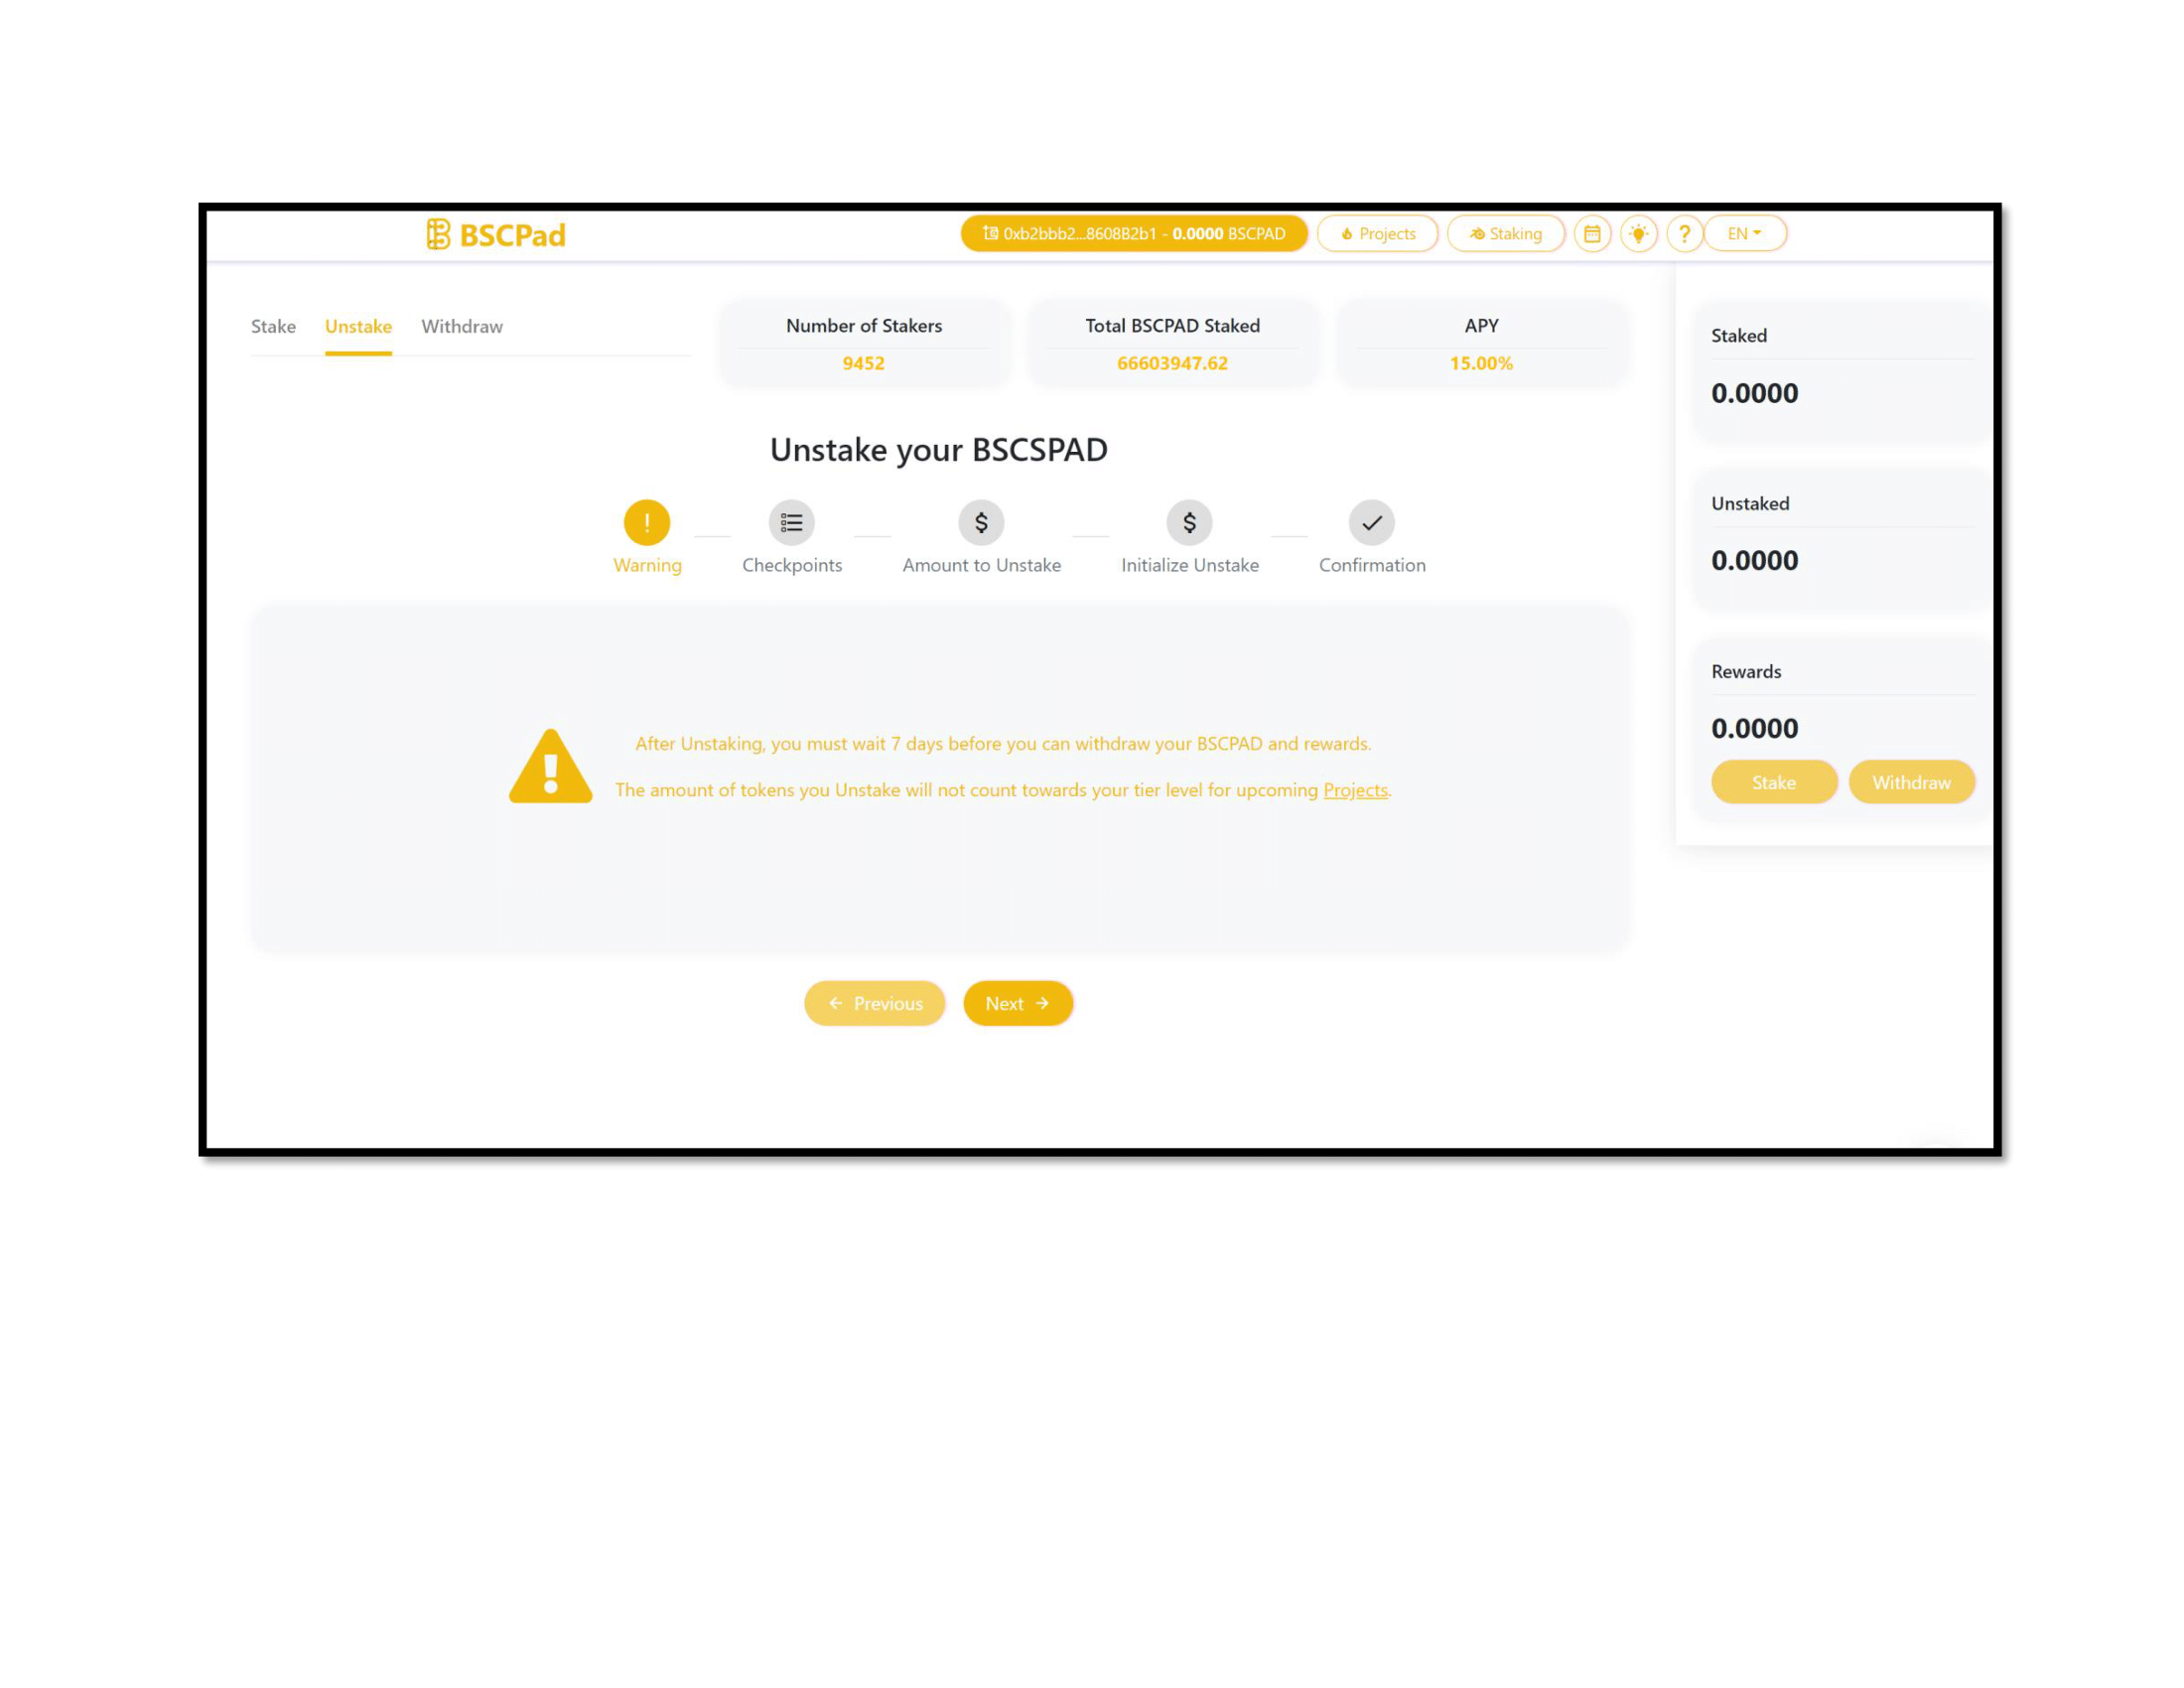 BSCPad
0xb2bbb2...8608B2b1 - 0.0000 BSCPAD
Projects
Staking
?
EN
Stake
Unstake
Withdraw
Number of Stakers
9452
Total BSCPAD Staked
66603947.62
APY
15.00%
Unstake your BSCSPAD
Warning
Checkpoints
Amount to Unstake
Initialize Unstake
Confirmation
After Unstaking, you must wait 7 days before you can withdraw your BSCPAD and rewards.
The amount of tokens you Unstake will not count towards your tier level for upcoming Projects.
Previous
Next
Staked
0.0000
Unstaked
0.0000
Rewards
0.0000
Stake
Withdraw